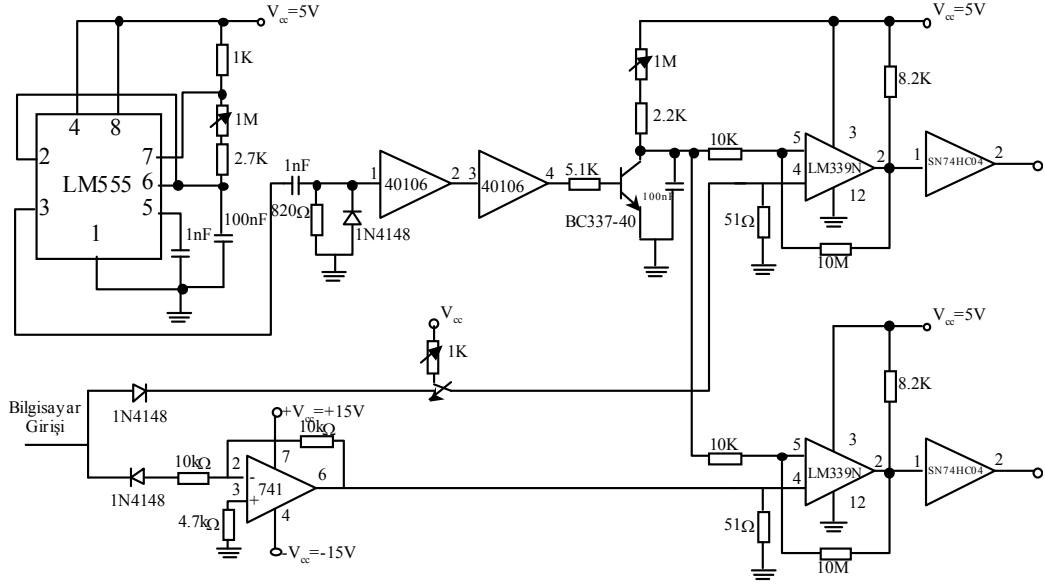 Vcc=5V
1K
1M
2.7K
4
8
2
7
LM555
6
3
5
1
1nF
100nF
1nF
820Ω
1N4148
1
40106
2
3
40106
4
5.1K
BC337-40
1M
2.2K
100nF
10K
51Ω
Vcc=5V
8.2K
5
4
3
LM339N
2
12
10M
1
SN74HC04
2
Vcc
1K
Bilgisayar
Girişi
1N4148
1N4148
10kΩ
+Vcc=+15V
10kΩ
2
-
7
3
+
741
6
4
4.7kΩ
-Vcc=-15V
Vcc=5V
8.2K
10K
5
4
3
LM339N
2
12
51Ω
10M
1
SN74HC04
2